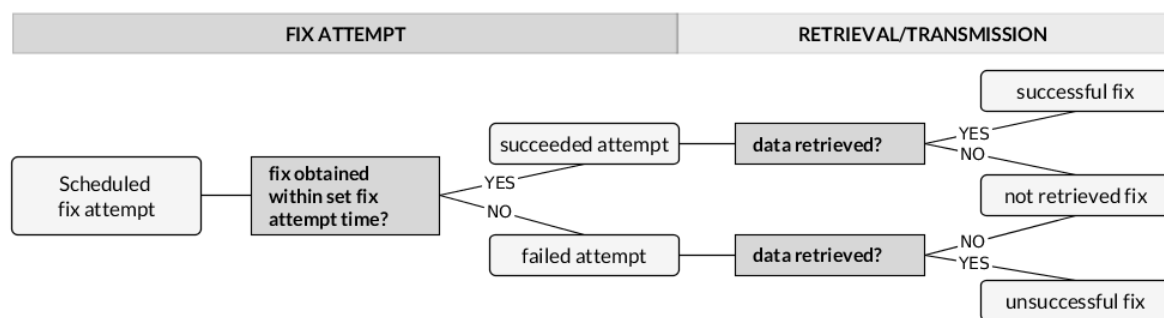 FIX ATTEMPT
RETRIEVAL/TRANSMISSION
successful fix
YES
succeeded attempt
data retrieved?
NO
Scheduled
fix attempt
fix obtained
within set fix
attempt time?
YES
NO
not retrieved fix
failed attempt
data retrieved?
NO
YES
unsuccessful fix